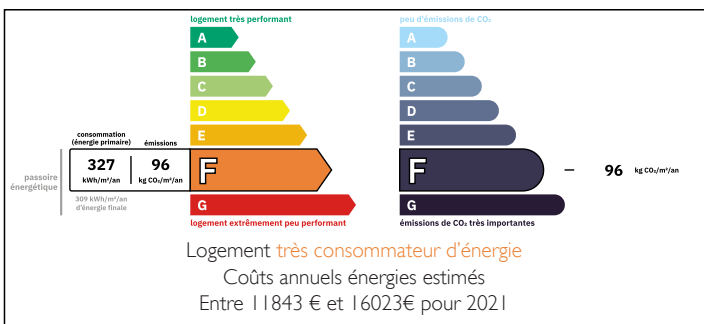 logement très performant
A
B
C
D
E
consommation
(énergie primaire)
émissions
327
kWh/m²/an
96
kg CO₂/m²/an
F
passoire
énergétique
309 kWh/m²/an
d'énergie finale
G
logement extrêmement peu performant
peu d'émissions de CO₂
A
B
C
D
E
F
96 kg CO₂/m²/an
G
émissions de CO₂ très importantes
Logement très consommateur d'énergie
Coûts annuels énergies estimés
Entre 11843 € et 16023€ pour 2021